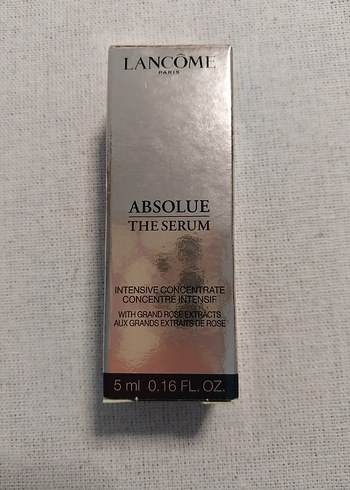 LANCÔME
PARIS
ABSOLUE
THE SERUM
INTENSIVE CONCENTRATE
CONCENTRÉ INTENSIF
WITH GRAND ROSE EXTRACTS
AUX GRANDS EXTRAITS DE ROSE
5 ml 0.16 FL. OZ.